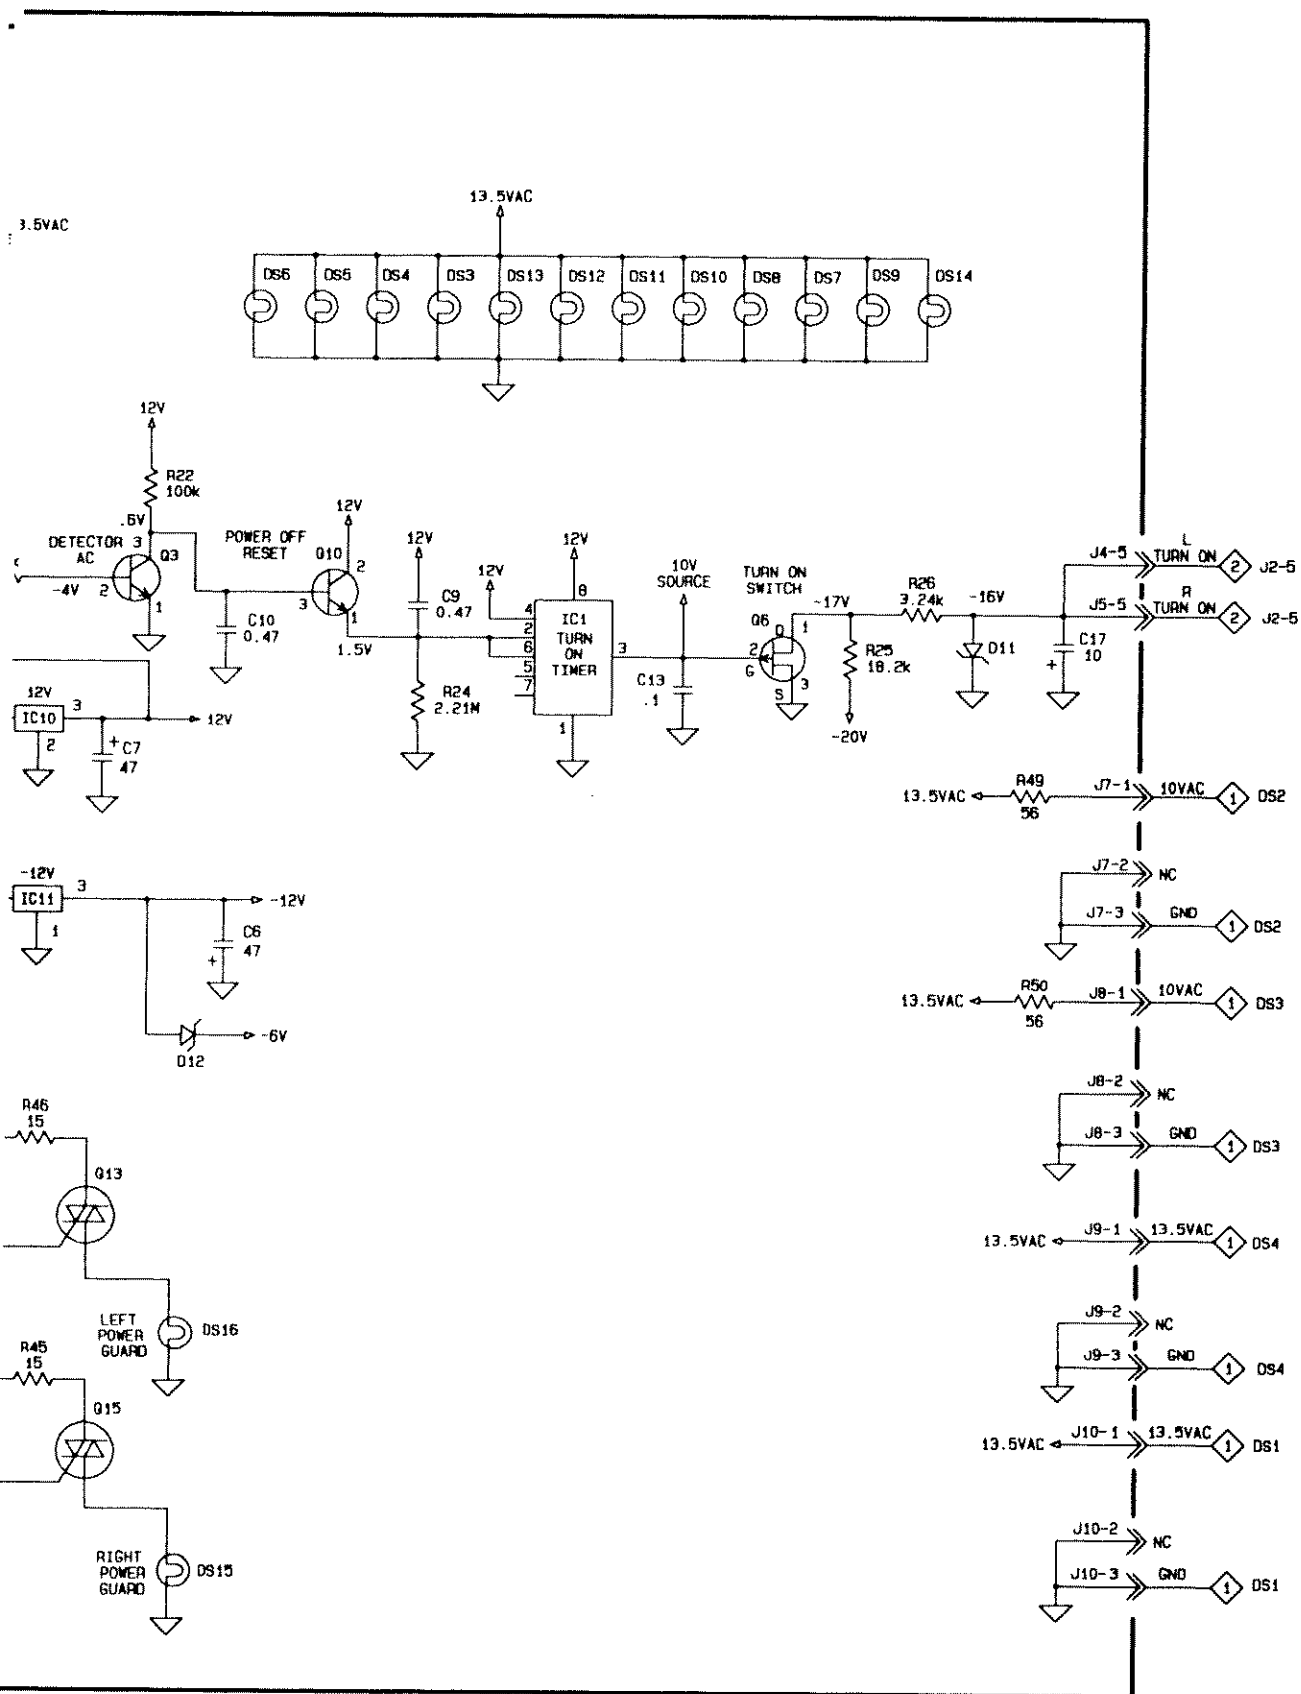 3.5VAC
13.5VAC
DS6 DS5 DS4 DS3 DS13 DS12 DS11 DS10 DS8 DS7 DS9 DS14
12V
R22
100k
.6V
DETECTOR
AC
3
Q3
-4V
2
1
C10
0.47
POWER OFF
RESET
12V
Q10
2
3
1
1.5V
12V
C9
0.47
R24
2.21M
12V
12V
8
4
2
6
5
7
IC1
TURN
ON
TIMER
3
1
10V
SOURCE
C13
.1
TURN ON
SWITCH
Q6
-17V
D
1
2
G
S
3
R25
18.2k
-20V
R26
3.24k
-16V
D11
C17
10
+
J4-5
L
TURN ON
2
J2-5
J5-5
R
TURN ON
2
J2-5
12V
IC10
3
2
12V
+
C7
47
-12V
IC11
3
1
-12V
C6
47
+
-6V
D12
13.5VAC
R49
56
J7-1
10VAC
1
DS2
J7-2
NC
J7-3
GND
1
DS2
13.5VAC
R50
56
J8-1
10VAC
1
DS3
J8-2
NC
J8-3
GND
1
DS3
13.5VAC
J9-1
13.5VAC
1
DS4
J9-2
NC
J9-3
GND
1
DS4
13.5VAC
J10-1
13.5VAC
1
DS1
J10-2
NC
J10-3
GND
1
DS1
R46
15
Q13
LEFT
POWER
GUARD
DS16
R45
15
Q15
RIGHT
POWER
GUARD
DS15